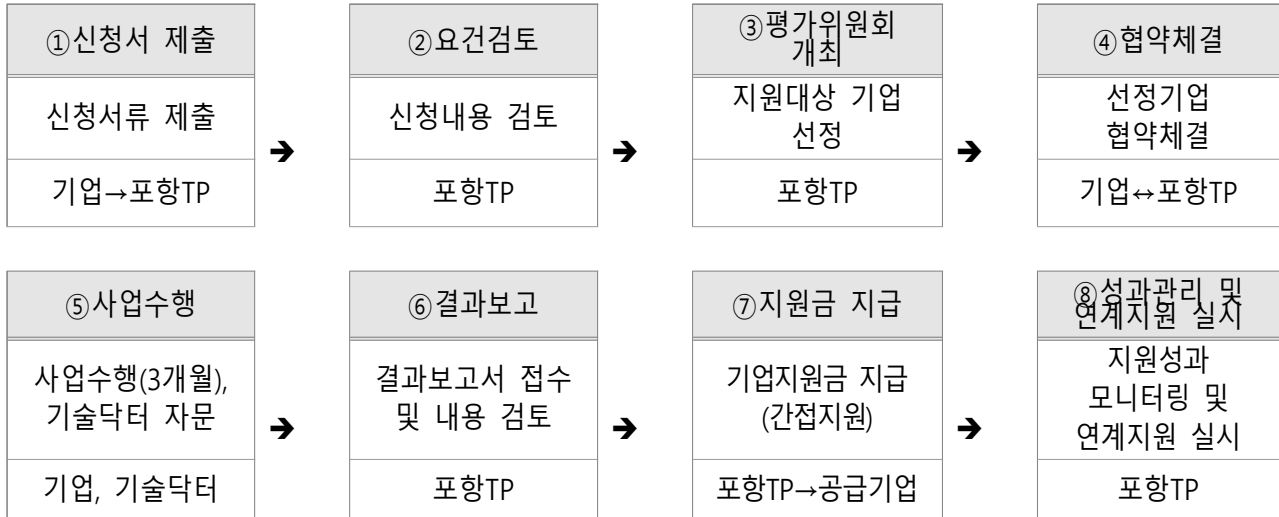 ①신청서 제출
신청서류 제출
기업→포항TP
➔
②요건검토
신청내용 검토
포항TP
➔
③평가위원회
개최
지원대상 기업
선정
포항TP
➔
④협약체결
선정기업
협약체결
기업↔포항TP
⑤사업수행
사업수행(3개월),
기술닥터 자문
기업, 기술닥터
➔
⑥결과보고
결과보고서 접수
및 내용 검토
포항TP
➔
⑦지원금 지급
기업지원금 지급
(간접지원)
포항TP→공급기업
➔
⑧성과관리 및
연계지원 실시
지원성과
모니터링 및
연계지원 실시
포항TP